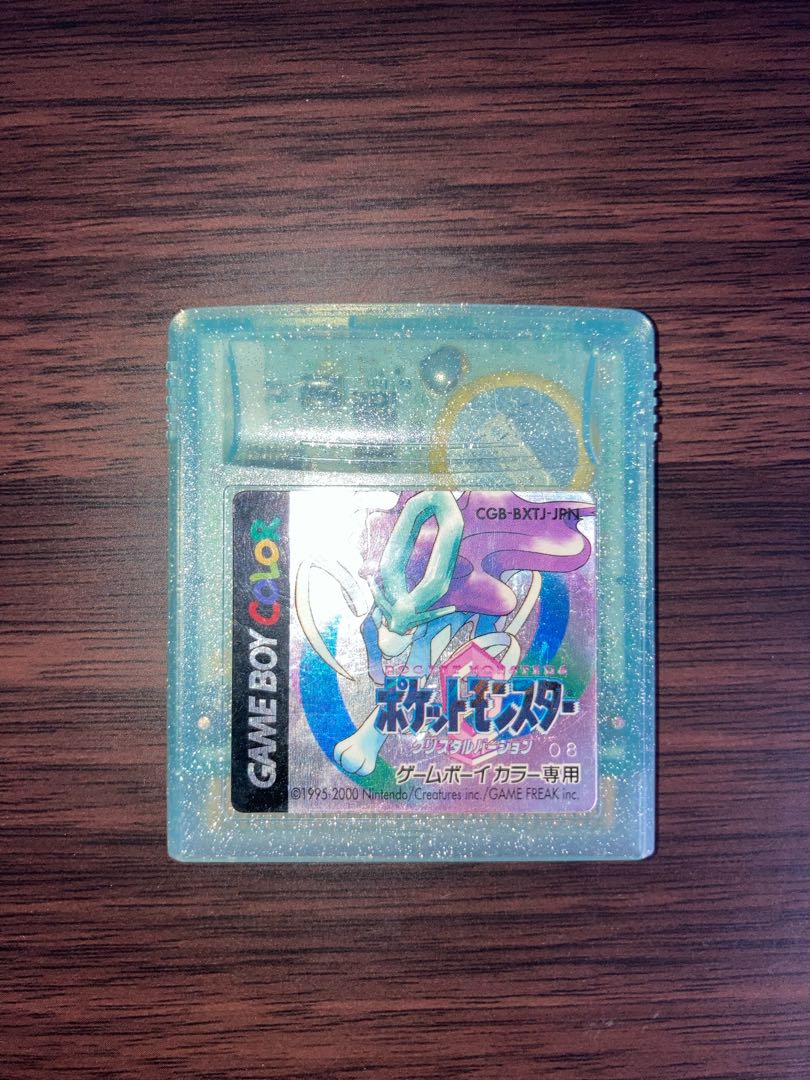 GAME BOY COLOR
CGB-BXTJ-JPN
POCKET MONSTERS
ポケットモンスター
クリスタルバージョン
08
ゲームボーイカラー専用
©1995-2000 Nintendo/Creatures inc./GAME FREAK inc.